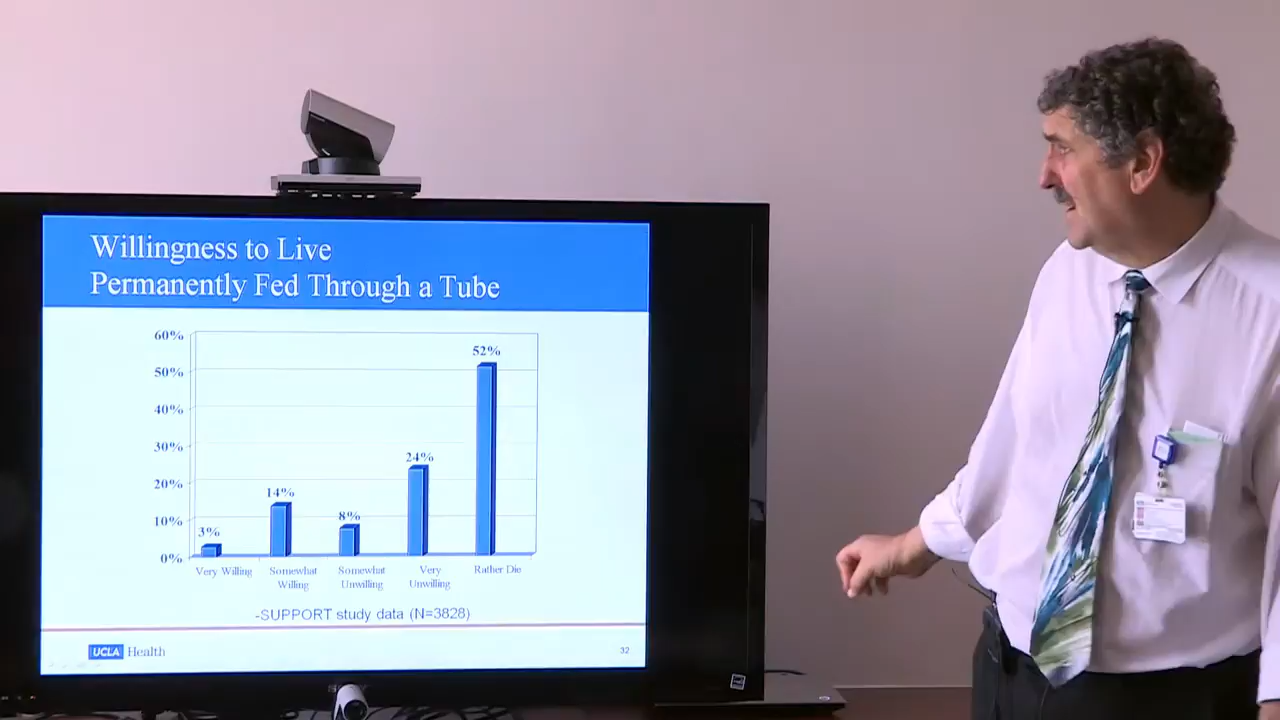 Willingness to Live
Permanently Fed Through a Tube
60%
50%
40%
30%
20%
10%
0%
3%
14%
8%
24%
52%
Very Willing
Somewhat
Willing
Somewhat
Unwilling
Very
Unwilling
Rather Die
-SUPPORT study data (N=3828)
UCLA Health
32